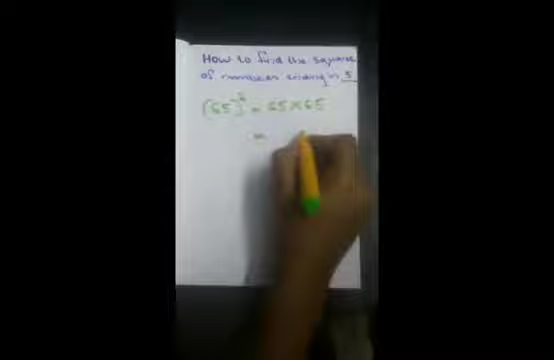 How to find the square
of numbers ending in 5
(65)² = 65×65
=